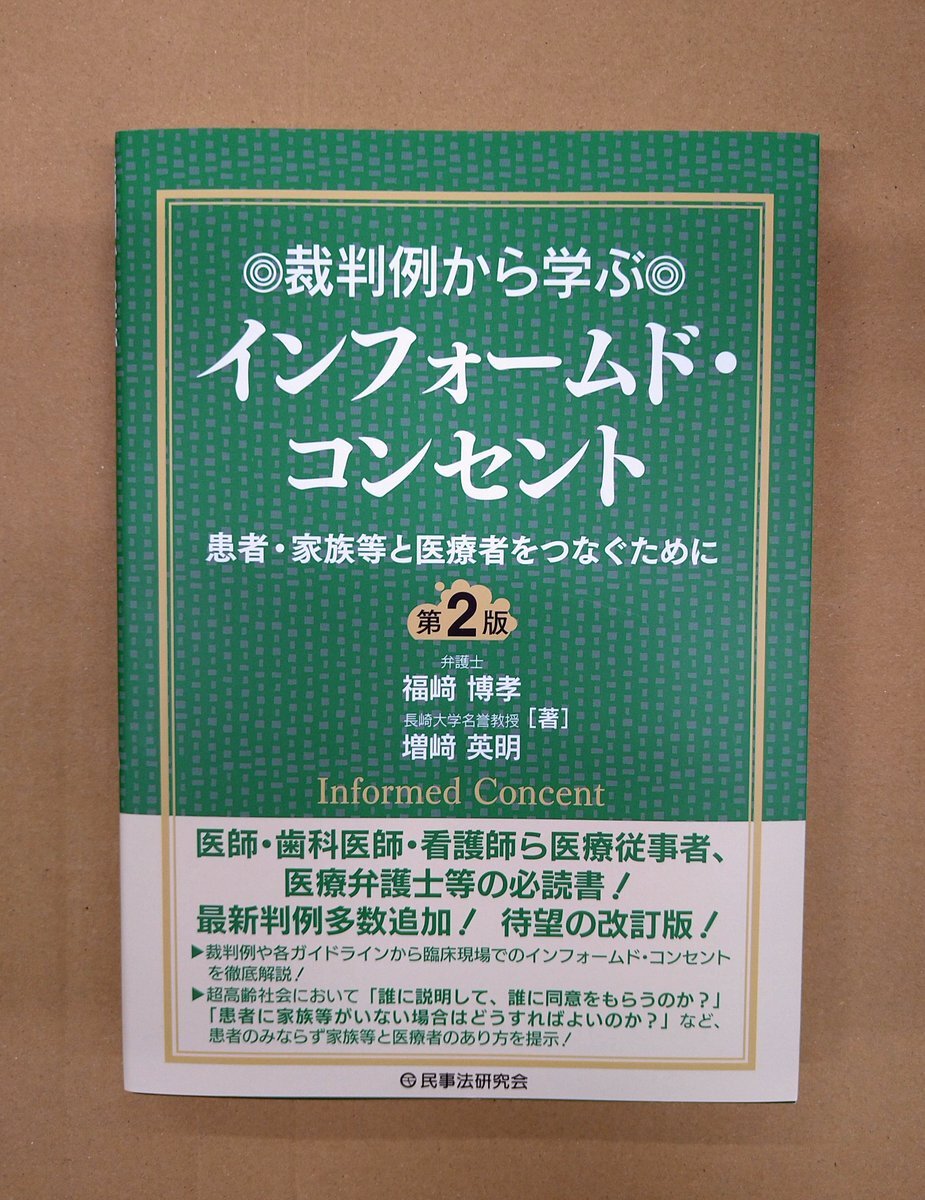 ◎裁判例から学ぶ◎
インフォームド・
コンセント
患者・家族等と医療者をつなぐために
第2版
弁護士
福﨑 博孝
長崎大学名誉教授 [著]
増﨑 英明
Informed Concent
医師・歯科医師・看護師ら医療従事者、
医療弁護士等の必読書!
最新判例多数追加! 待望の改訂版!
▶裁判例や各ガイドラインから臨床現場でのインフォームド・コンセント
を徹底解説!
▶超高齢社会において「誰に説明して、誰に同意をもらうのか?」
「患者に家族等がいない場合はどうすればよいのか?」など、
患者のみならず家族等と医療者のあり方を提示!
民事法研究会